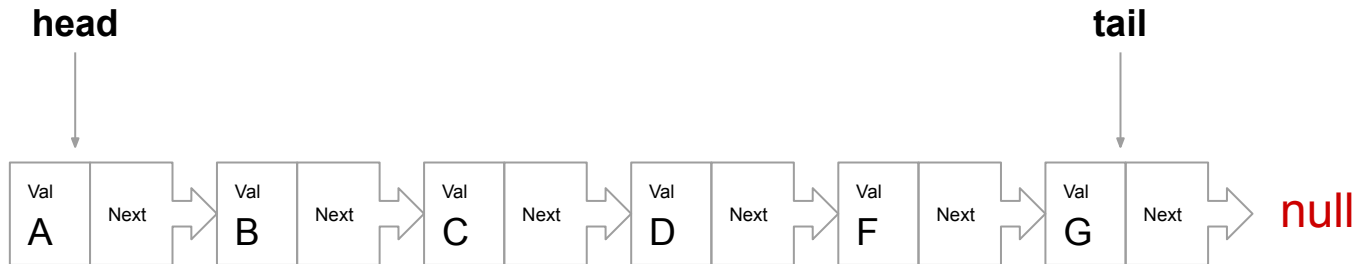 head
tail
Val
A
Next
Val
B
Next
Val
C
Next
Val
D
Next
Val
F
Next
Val
G
Next
null